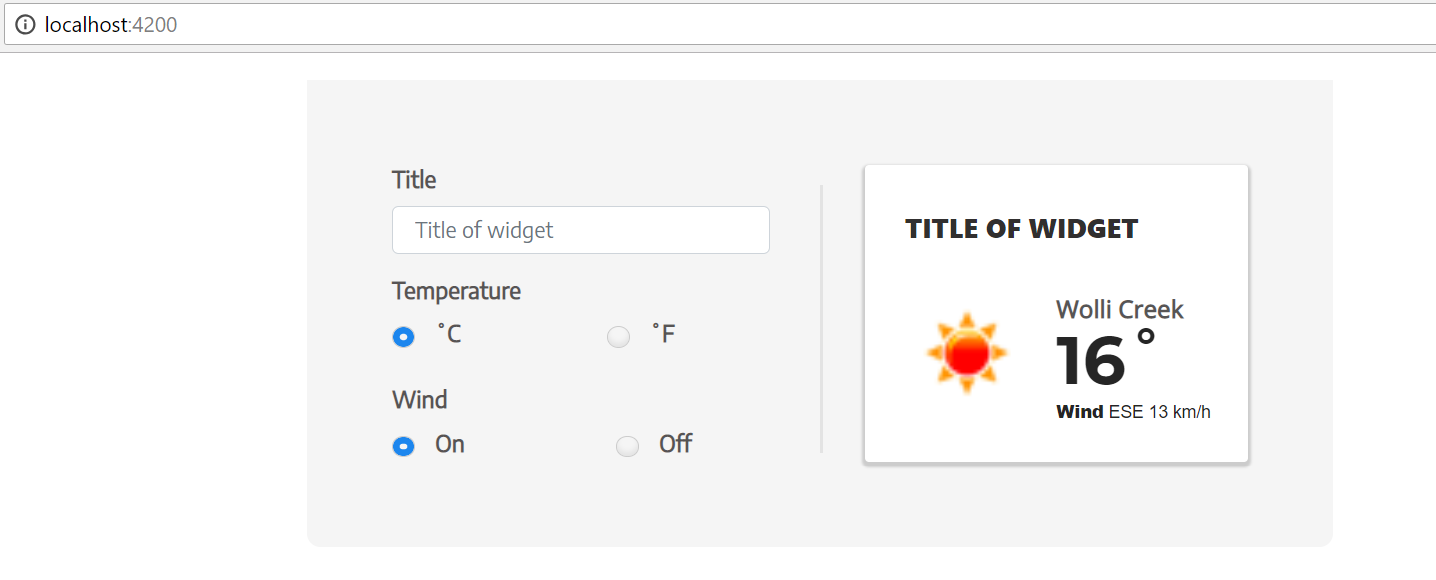 localhost:4200
Title
Title of widget
Temperature
°C °F
Wind
On Off
TITLE OF WIDGET
Wolli Creek
16°
Wind ESE 13 km/h